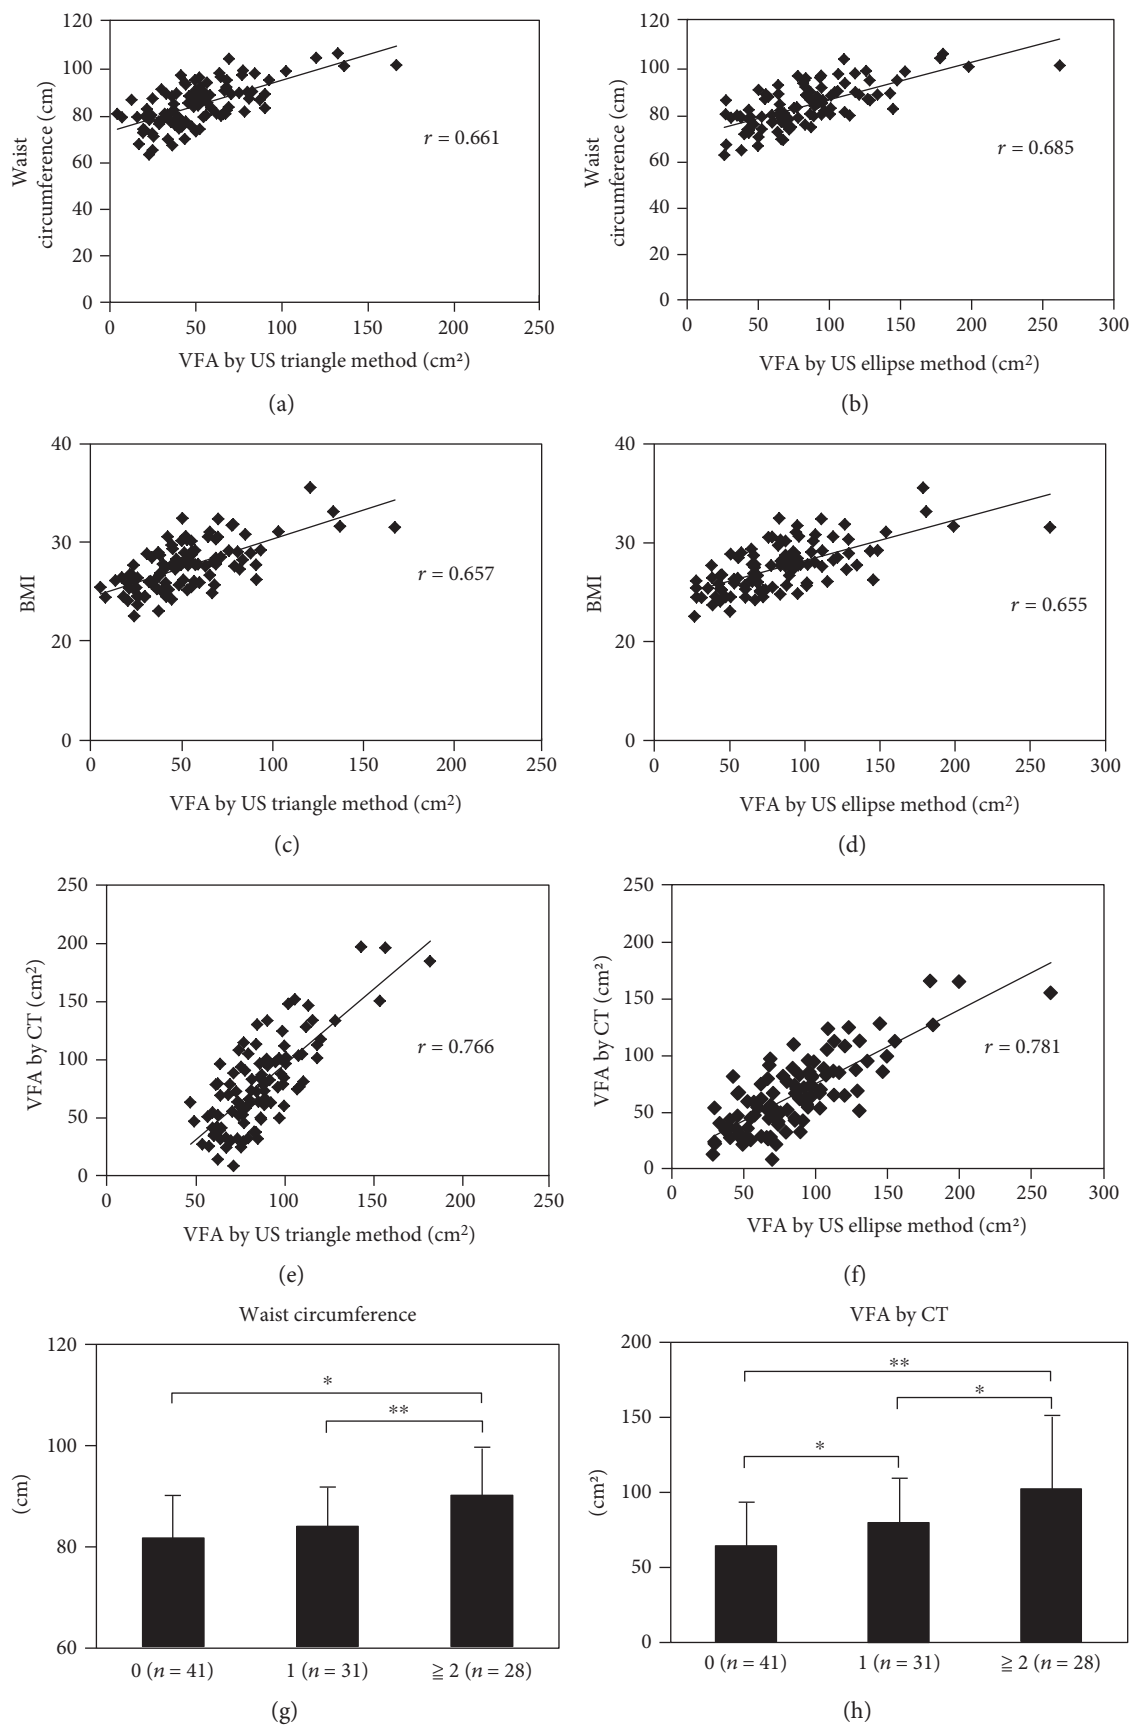 120
100
80
60
40
20
0
Waist
circumference (cm)
r = 0.661
0 50 100 150 200 250
VFA by US triangle method (cm²)
(a)
120
100
80
60
40
20
0
Waist
circumference (cm)
r = 0.685
0 50 100 150 200 250 300
VFA by US ellipse method (cm²)
(b)
40
30
20
0
BMI
r = 0.657
0 50 100 150 200 250
VFA by US triangle method (cm²)
(c)
40
30
20
0
BMI
r = 0.655
0 50 100 150 200 250 300
VFA by US ellipse method (cm²)
(d)
250
200
150
100
50
0
VFA by CT (cm²)
r = 0.766
0 50 100 150 200 250
VFA by US triangle method (cm²)
(e)
250
200
150
100
50
0
VFA by CT (cm²)
r = 0.781
0 50 100 150 200 250 300
VFA by US ellipse method (cm²)
(f)
Waist circumference
120
100
80
60
(cm)
*
**
0 (n = 41) 1 (n = 31) ≧ 2 (n = 28)
(g)
VFA by CT
200
150
100
50
0
(cm²)
**
*
*
0 (n = 41) 1 (n = 31) ≧ 2 (n = 28)
(h)